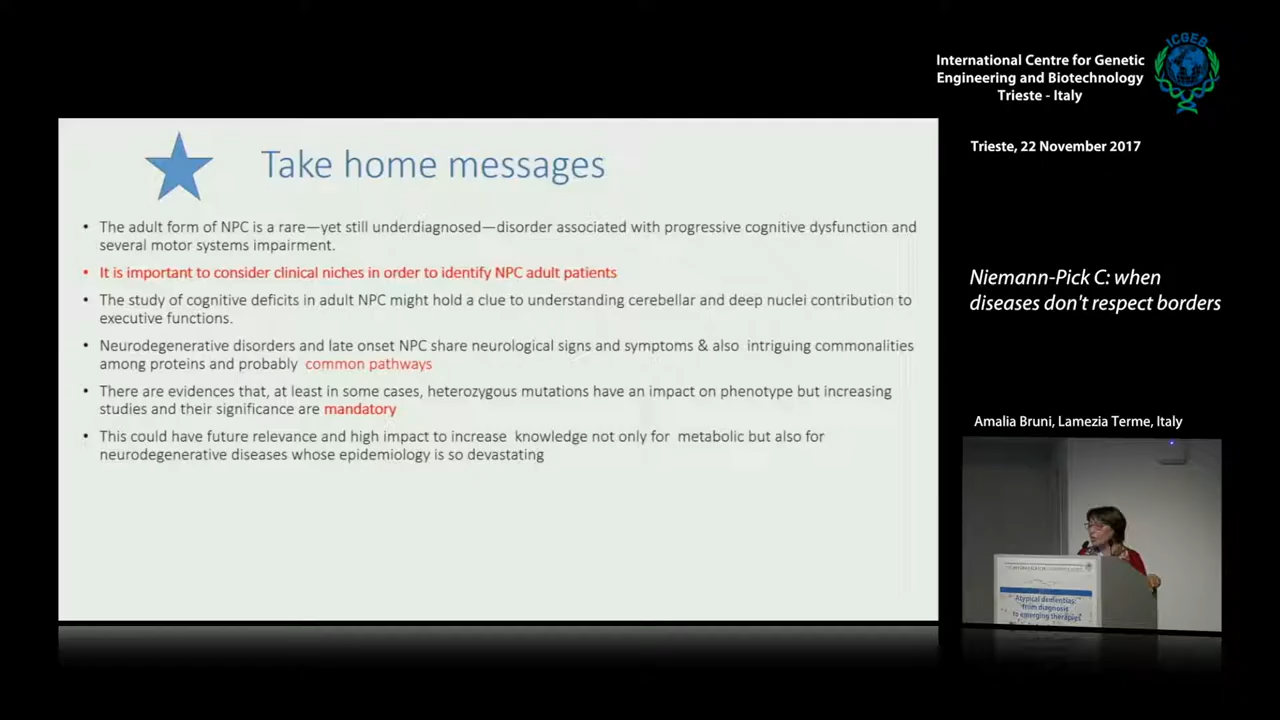 International Centre for Genetic
Engineering and Biotechnology
Trieste - Italy
ICGEB
Trieste, 22 November 2017
Take home messages
• The adult form of NPC is a rare—yet still underdiagnosed—disorder associated with progressive cognitive dysfunction and
several motor systems impairment.
• It is important to consider clinical niches in order to identify NPC adult patients
• The study of cognitive deficits in adult NPC might hold a clue to understanding cerebellar and deep nuclei contribution to
executive functions.
• Neurodegenerative disorders and late onset NPC share neurological signs and symptoms & also intriguing commonalities
among proteins and probably common pathways
• There are evidences that, at least in some cases, heterozygous mutations have an impact on phenotype but increasing
studies and their significance are mandatory
• This could have future relevance and high impact to increase knowledge not only for metabolic but also for
neurodegenerative diseases whose epidemiology is so devastating
Niemann-Pick C: when
diseases don't respect borders
Amalia Bruni, Lamezia Terme, Italy
Atypical dementias:
from diagnosis
to emerging therapies